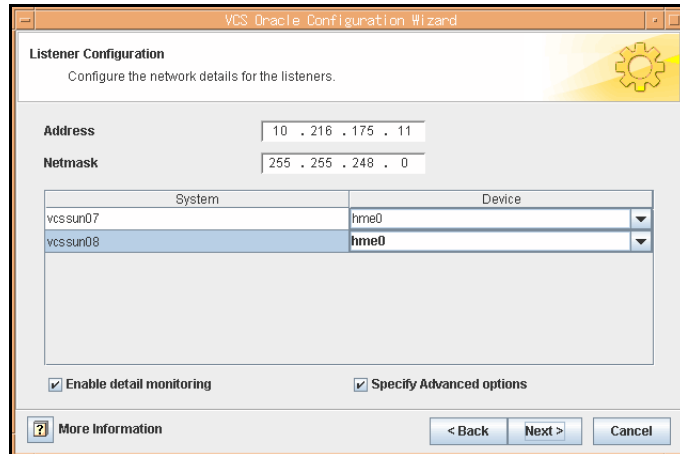 VCS Oracle Configuration Wizard
Listener Configuration
Configure the network details for the listeners.
Address 10 . 216 . 175 . 11
Netmask 255 . 255 . 248 . 0
System Device
vcssun07 hme0
vcssun08 hme0
Enable detail monitoring Specify Advanced options
? More Information < Back Next > Cancel